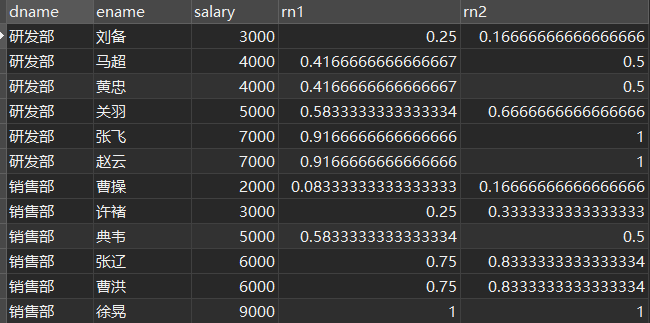 dname ename salary rn1 rn2
研发部 刘备 3000 0.25 0.16666666666666666
研发部 马超 4000 0.4166666666666667 0.5
研发部 黄忠 4000 0.4166666666666667 0.5
研发部 关羽 5000 0.5833333333333334 0.6666666666666666
研发部 张飞 7000 0.9166666666666666 1
研发部 赵云 7000 0.9166666666666666 1
销售部 曹操 2000 0.08333333333333333 0.16666666666666666
销售部 许褚 3000 0.25 0.3333333333333333
销售部 典韦 5000 0.5833333333333334 0.5
销售部 张辽 6000 0.75 0.8333333333333334
销售部 曹洪 6000 0.75 0.8333333333333334
销售部 徐晃 9000 1 1